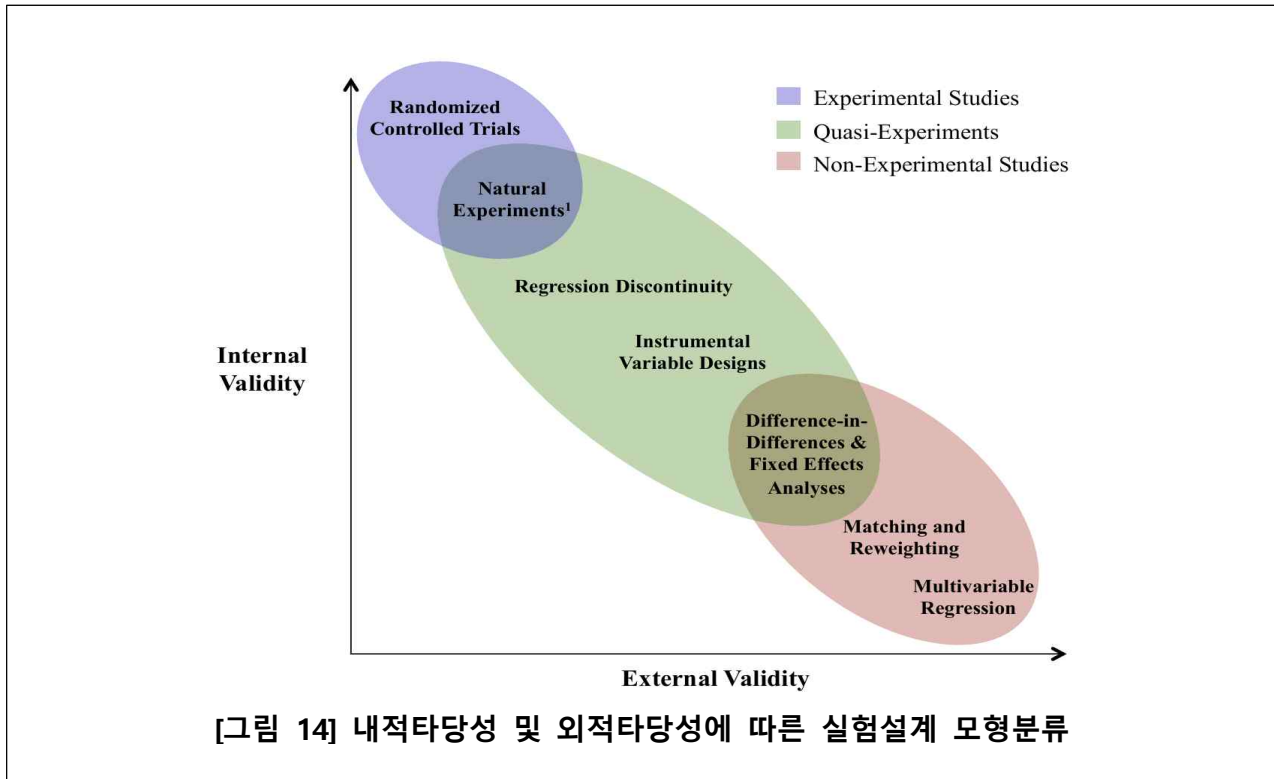 Randomized
Controlled Trials
Experimental Studies
Quasi-Experiments
Non-Experimental Studies
Natural
Experiments¹
Regression Discontinuity
Instrumental
Variable Designs
Internal
Validity
Difference-in-
Differences &
Fixed Effects
Analyses
Matching and
Reweighting
Multivariable
Regression
External Validity
[그림 14] 내적타당성 및 외적타당성에 따른 실험설계 모형분류